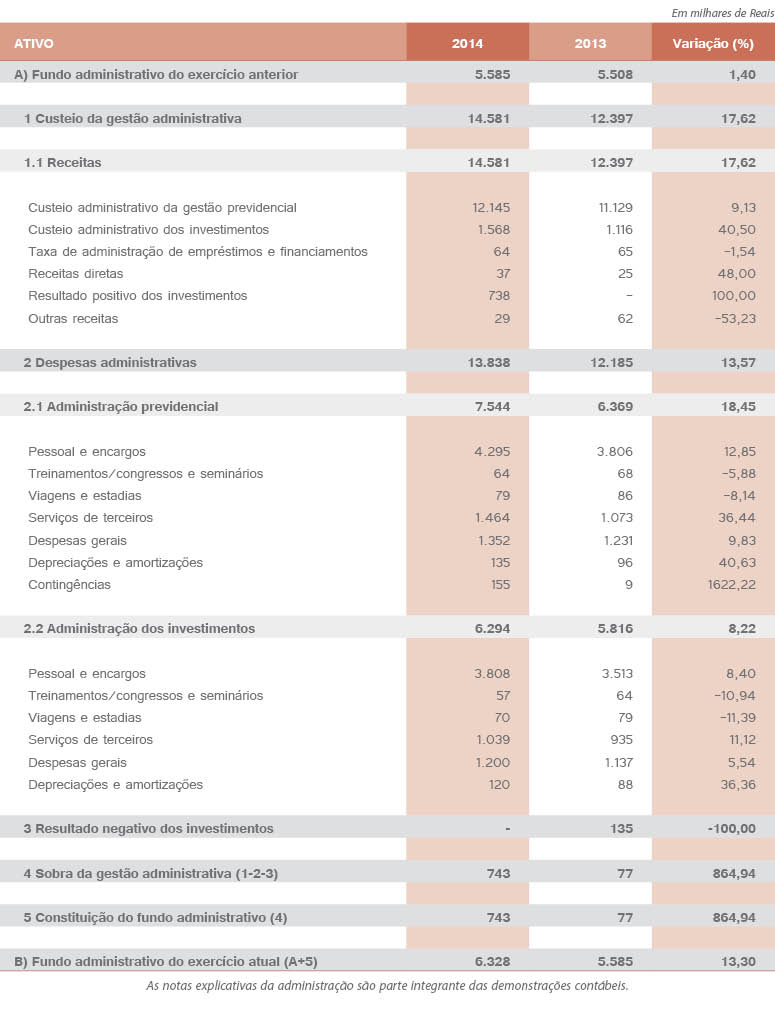 Em milhares de Reais
ATIVO 2014 2013 Variação (%)
A) Fundo administrativo do exercício anterior 5.585 5.508 1,40
1 Custeio da gestão administrativa 14.581 12.397 17,62
1.1 Receitas 14.581 12.397 17,62
Custeio administrativo da gestão previdencial 12.145 11.129 9,13
Custeio administrativo dos investimentos 1.568 1.116 40,50
Taxa de administração de empréstimos e financiamentos 64 65 –1,54
Receitas diretas 37 25 48,00
Resultado positivo dos investimentos 738 – 100,00
Outras receitas 29 62 –53,23
2 Despesas administrativas 13.838 12.185 13,57
2.1 Administração previdencial 7.544 6.369 18,45
Pessoal e encargos 4.295 3.806 12,85
Treinamentos/congressos e seminários 64 68 –5,88
Viagens e estadias 79 86 –8,14
Serviços de terceiros 1.464 1.073 36,44
Despesas gerais 1.352 1.231 9,83
Depreciações e amortizações 135 96 40,63
Contingências 155 9 1622,22
2.2 Administração dos investimentos 6.294 5.816 8,22
Pessoal e encargos 3.808 3.513 8,40
Treinamentos/congressos e seminários 57 64 –10,94
Viagens e estadias 70 79 –11,39
Serviços de terceiros 1.039 935 11,12
Despesas gerais 1.200 1.137 5,54
Depreciações e amortizações 120 88 36,36
3 Resultado negativo dos investimentos - 135 -100,00
4 Sobra da gestão administrativa (1-2-3) 743 77 864,94
5 Constituição do fundo administrativo (4) 743 77 864,94
B) Fundo administrativo do exercício atual (A+5) 6.328 5.585 13,30
As notas explicativas da administração são parte integrante das demonstrações contábeis.